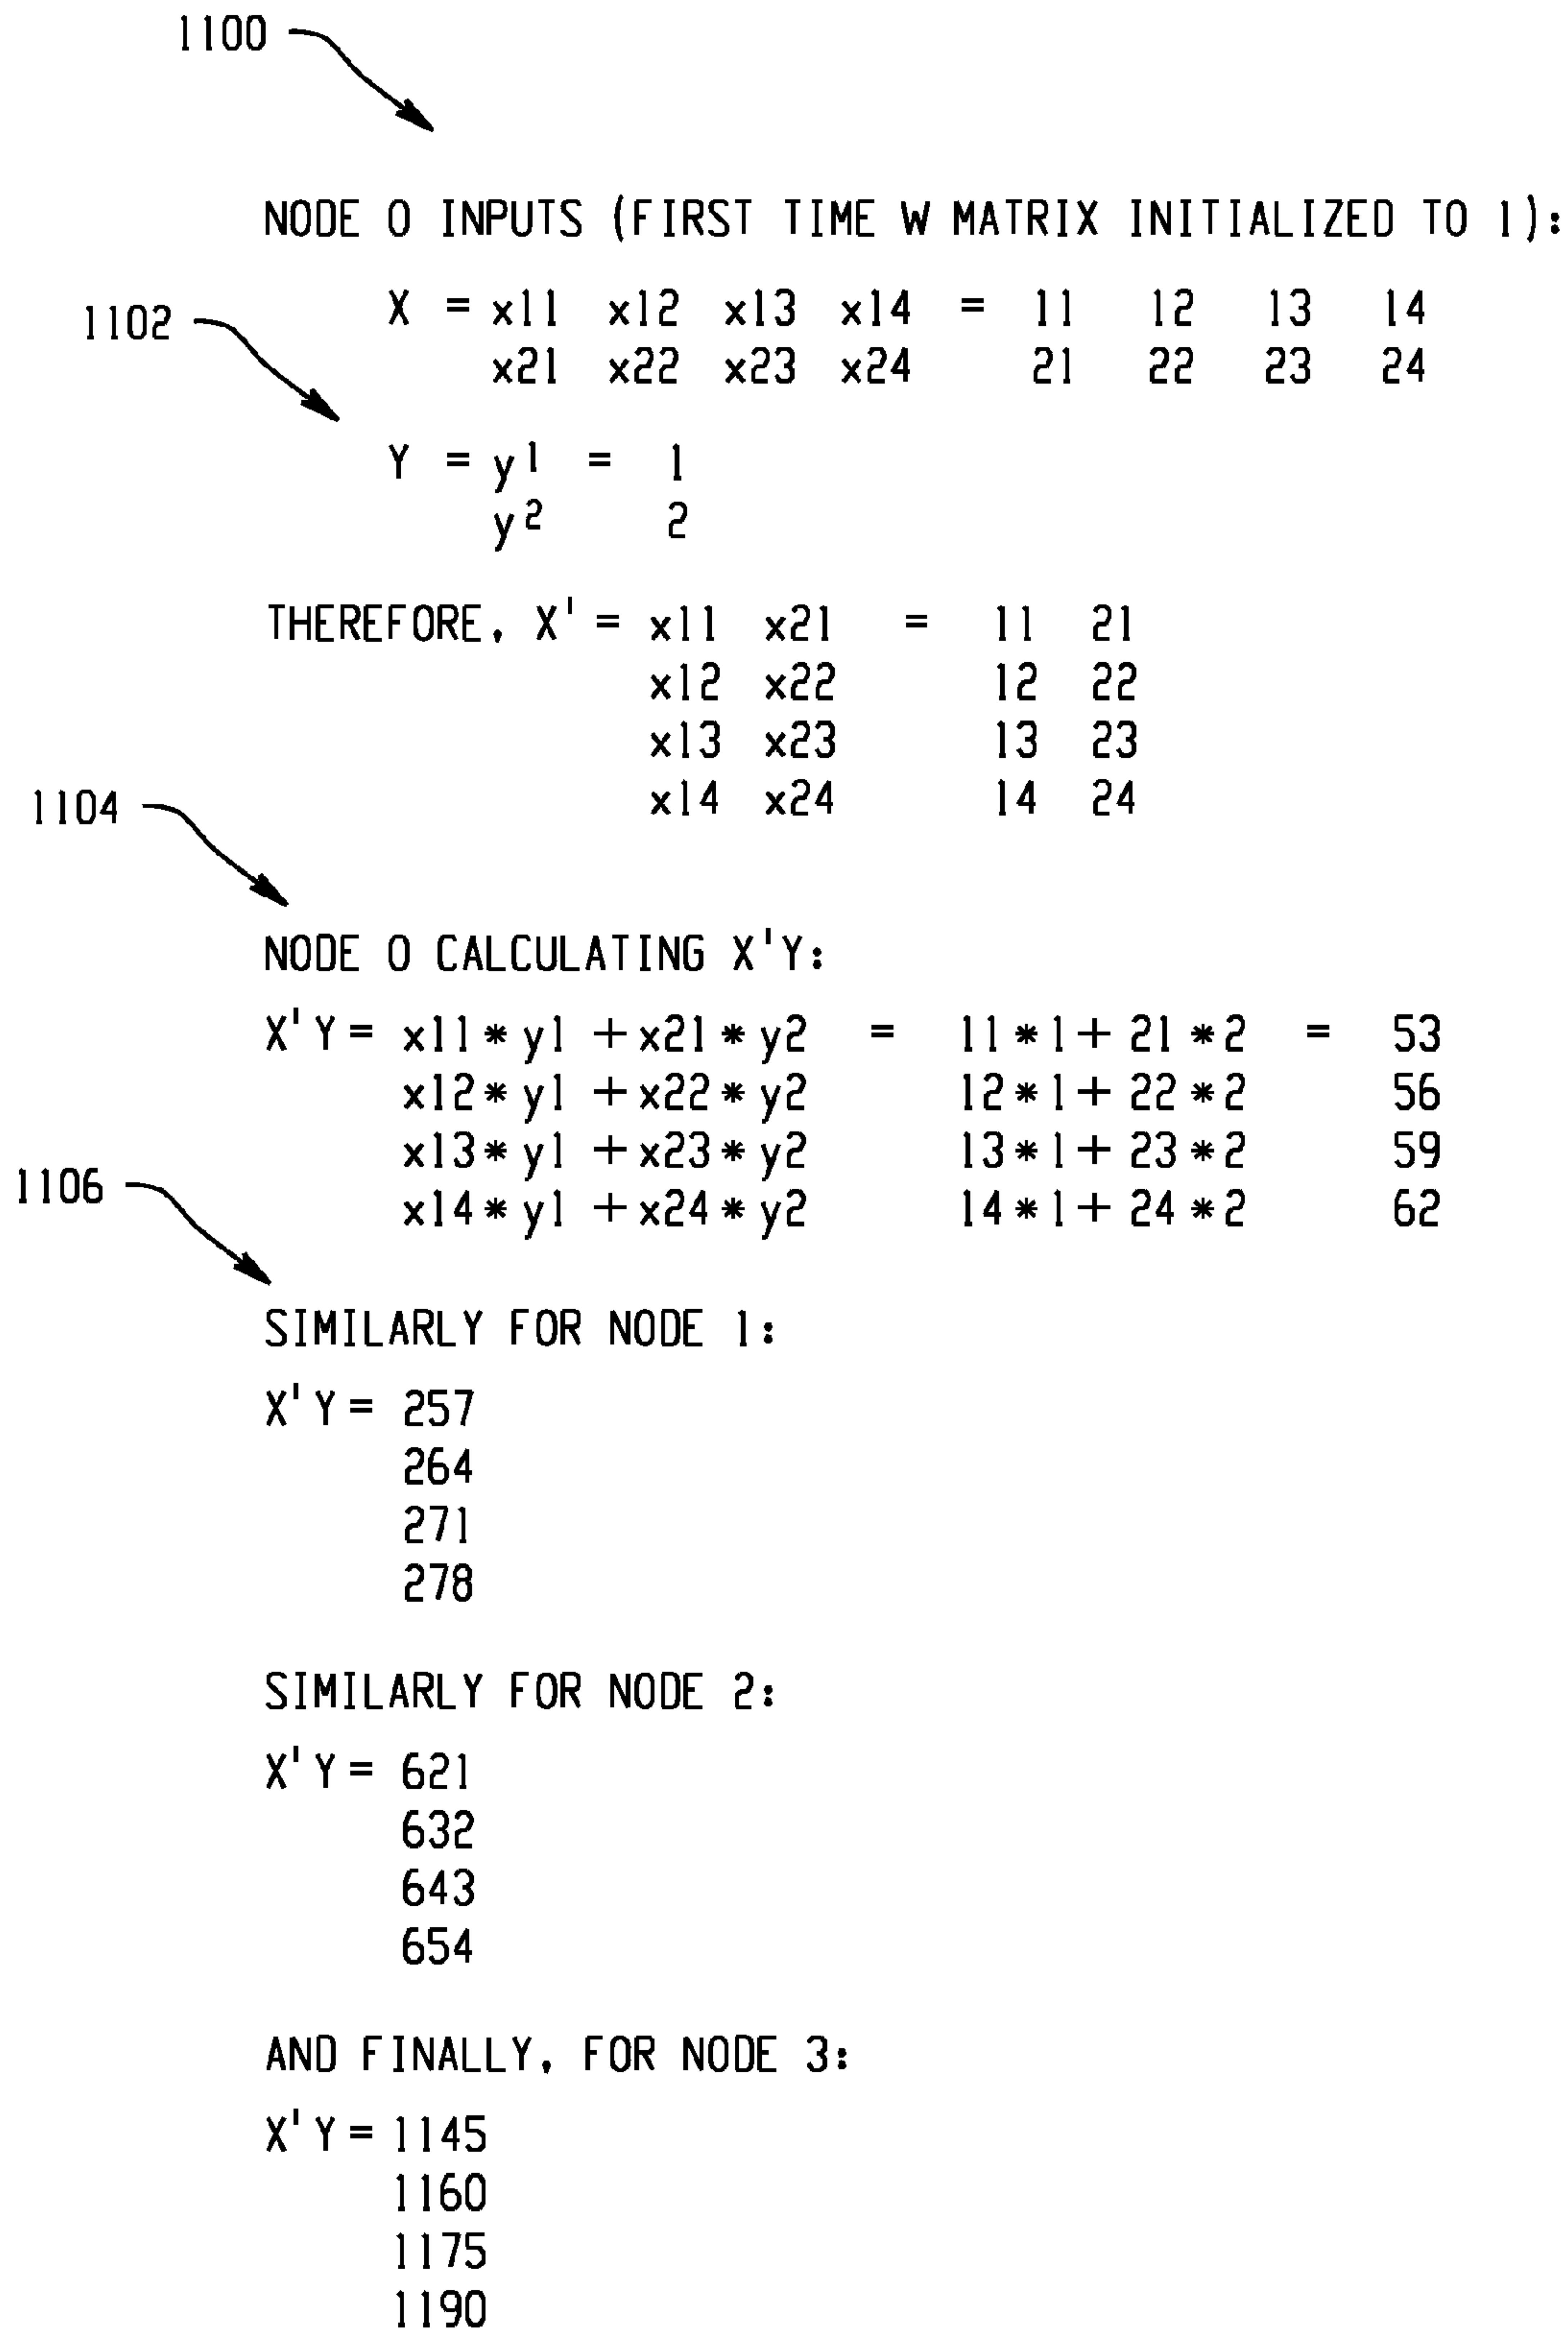 1100
NODE 0 INPUTS (FIRST TIME W MATRIX INITIALIZED TO 1):
X = x11 x12 x13 x14 = 11 12 13 14
1102
x21 x22 x23 x24 21 22 23 24
Y = y1 = 1
y2 2
THEREFORE, X' = x11 x21 = 11 21
x12 x22 12 22
x13 x23 13 23
x14 x24 14 24
1104
NODE 0 CALCULATING X'Y:
X'Y = x11*y1 +x21*y2 = 11*1+ 21*2 = 53
x12*y1 +x22*y2 12*1+ 22*2 56
x13*y1 +x23*y2 13*1+ 23*2 59
1106
x14*y1 +x24*y2 14*1+ 24*2 62
SIMILARLY FOR NODE 1:
X'Y = 257
264
271
278
SIMILARLY FOR NODE 2:
X'Y = 621
632
643
654
AND FINALLY, FOR NODE 3:
X'Y = 1145
1160
1175
1190